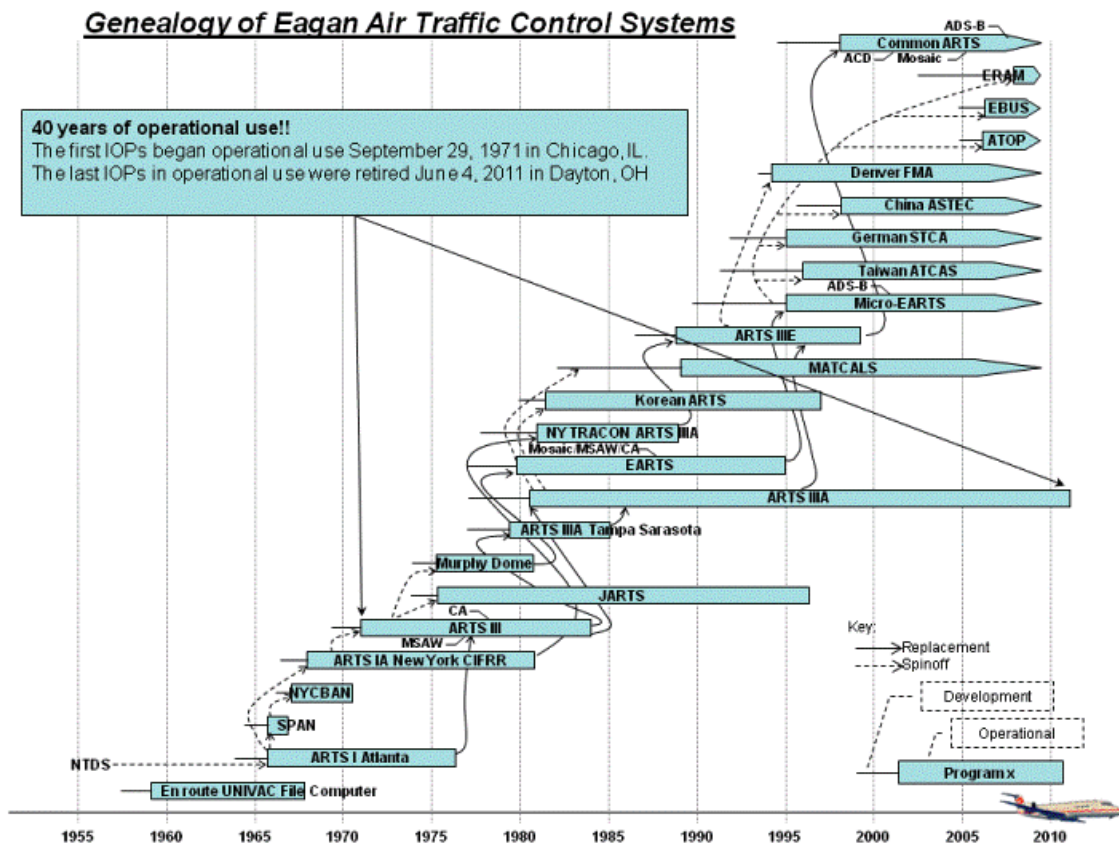 Genealogy of Eagan Air Traffic Control Systems
40 years of operational use!!
The first IOPs began operational use September 29, 1971 in Chicago, IL.
The last IOPs in operational use were retired June 4, 2011 in Dayton, OH
ADS-B
Common ARTS
ACD
Mosaic
ERAM
EBUS
ATOP
Denver FMA
China ASTEC
German STCA
Taiwan ATCAS
ADS-B
Micro-EARTS
ARTS IIIE
MATCALS
Korean ARTS
NY TRACON ARTS IIIA
Mosaic/MSAW/CA
EARTS
ARTS IIIA
ARTS IIIA Tampa Sarasota
Murphy Dome
JARTS
CA
ARTS III
MSAW
ARTS IA New York CIFRR
NYCBAN
SPAN
ARTS I Atlanta
NTDS
En route UNIVAC File Computer
Key:
Replacement
Spinoff
Development
Operational
Program x
1955 1960 1965 1970 1975 1980 1985 1990 1995 2000 2005 2010